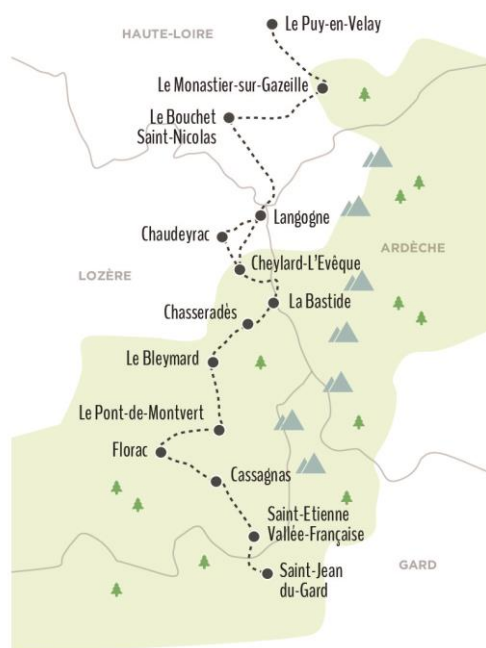 Le Puy-en-Velay
HAUTE-LOIRE
Le Monastier-sur-Gazeille
Le Bouchet
Saint-Nicolas
Langogne
Chaudeyrac
ARDÈCHE
Cheylard-L'Evêque
LOZÈRE
La Bastide
Chasseradès
Le Bleymard
Le Pont-de-Montvert
Florac
Cassagnas
Saint-Etienne
Vallée-Française
GARD
Saint-Jean
du-Gard